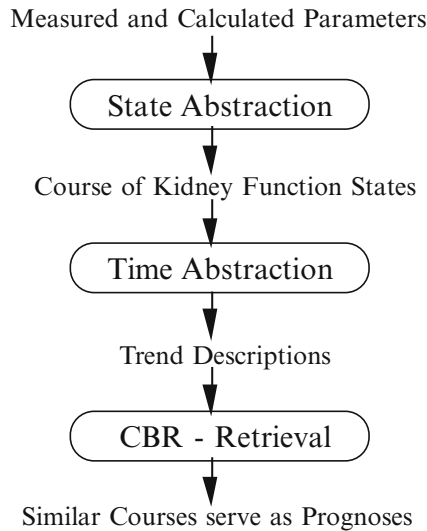 Measured and Calculated Parameters
State Abstraction
Course of Kidney Function States
Time Abstraction
Trend Descriptions
CBR - Retrieval
Similar Courses serve as Prognoses